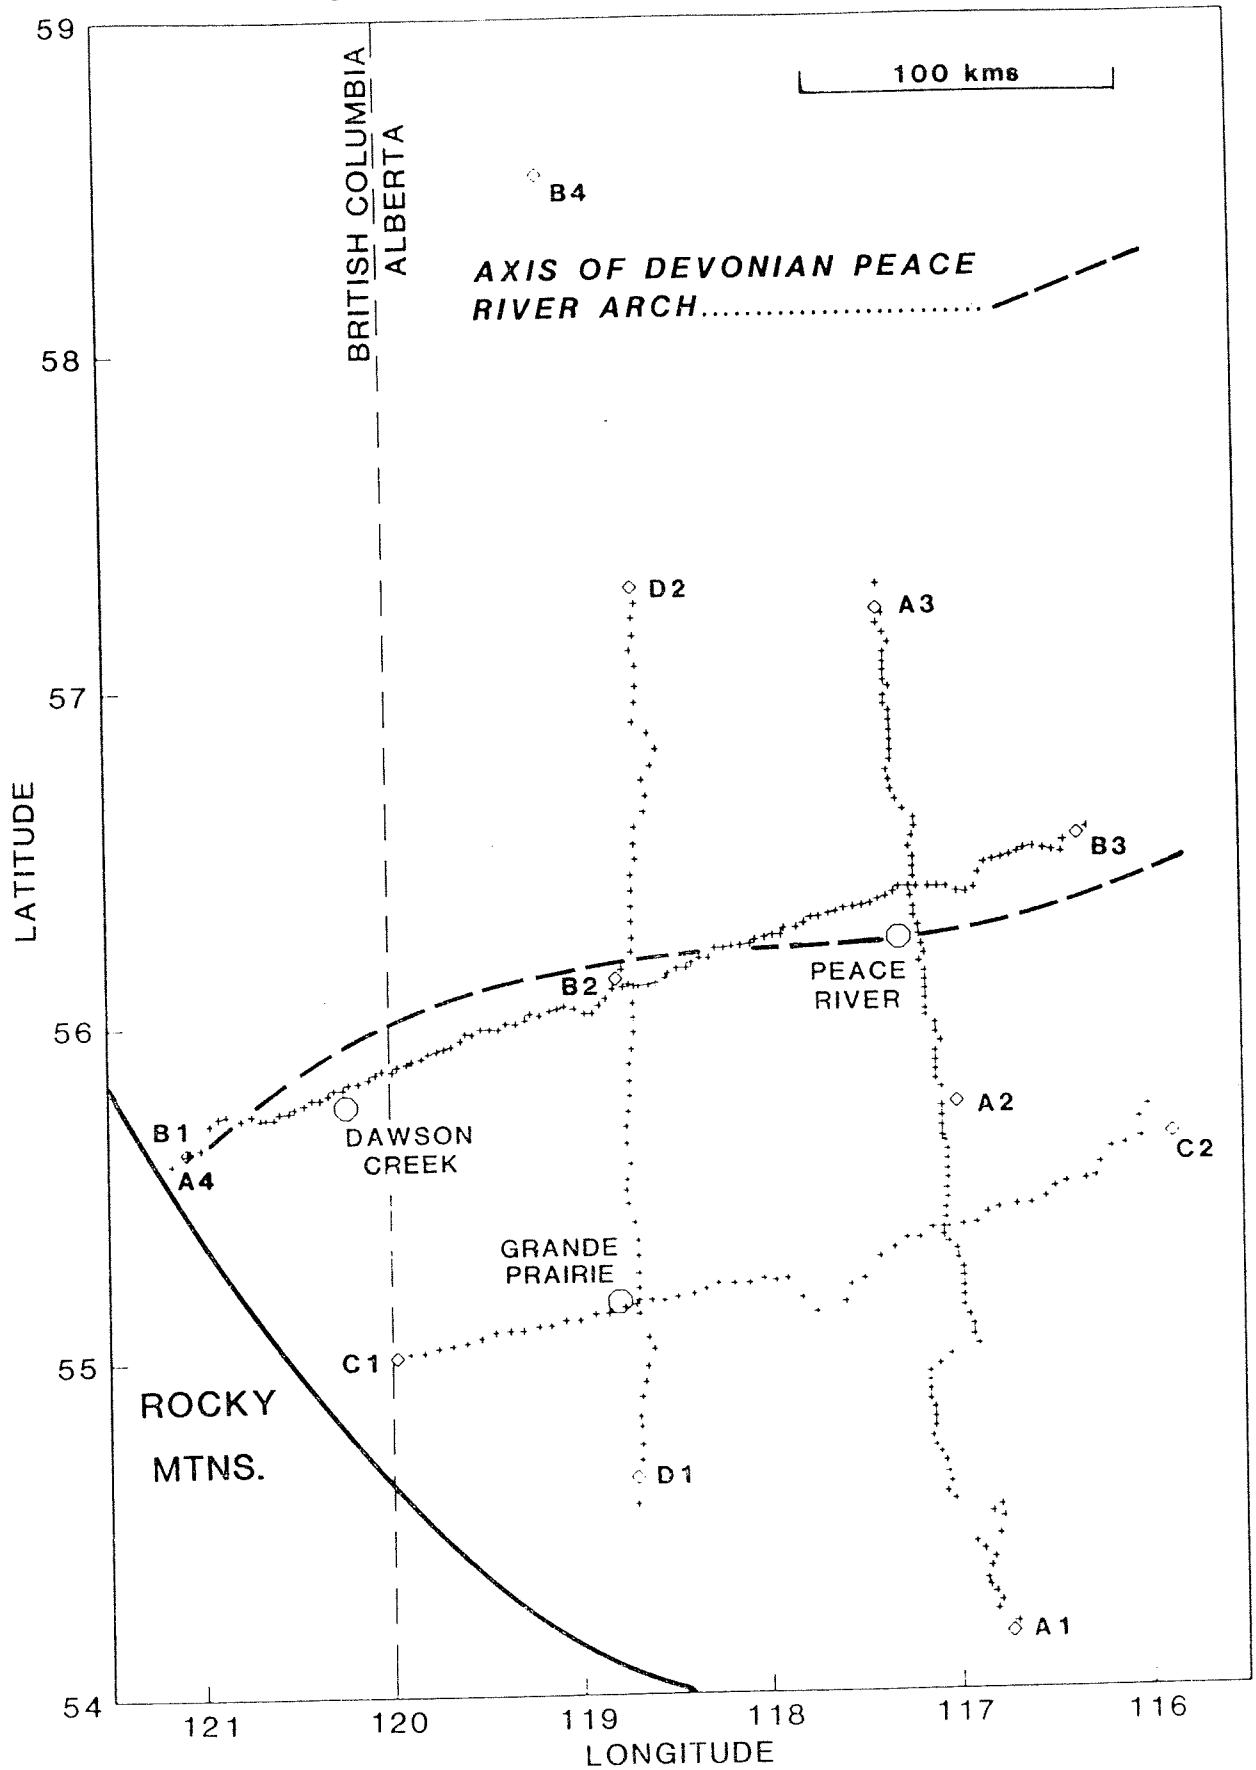 59
100 kms
BRITISH COLUMBIA
ALBERTA
B4
AXIS OF DEVONIAN PEACE
RIVER ARCH..........................
58
D2
A3
57
LATITUDE
B3
B2
PEACE
RIVER
56
A2
B1
DAWSON
CREEK
C2
A4
GRANDE
PRAIRIE
C1
55
ROCKY
MTNS.
D1
A1
54
121
120
119
118
117
116
LONGITUDE